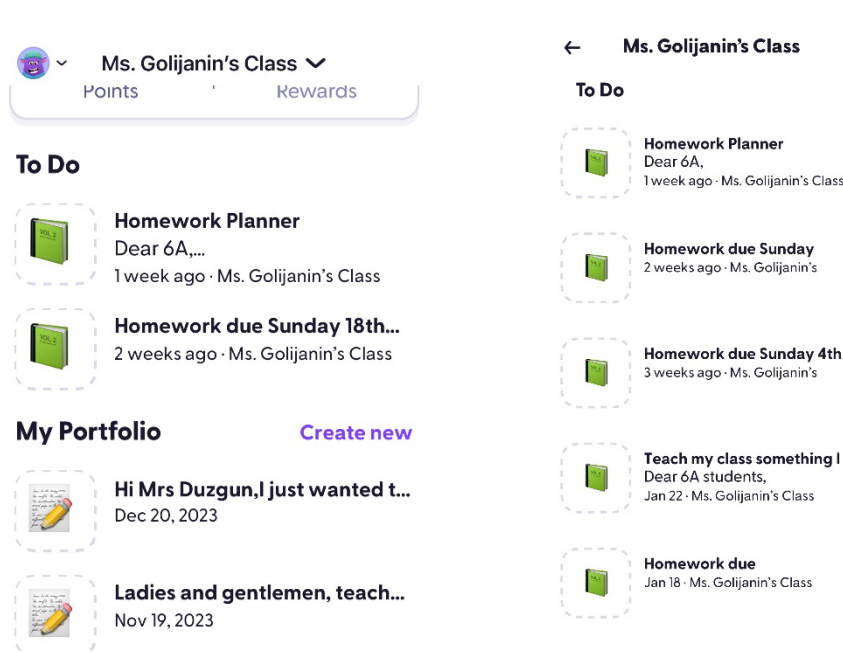 Ms. Golijanin's Class
Points
Rewards
To Do
Homework Planner
Dear 6A,...
1 week ago · Ms. Golijanin's Class
Homework due Sunday 18th...
2 weeks ago · Ms. Golijanin's Class
My Portfolio
Create new
Hi Mrs Duzgun,I just wanted t...
Dec 20, 2023
Ladies and gentlemen, teach...
Nov 19, 2023
Ms. Golijanin's Class
To Do
Homework Planner
Dear 6A,
1 week ago · Ms. Golijanin's Class
Homework due Sunday
2 weeks ago · Ms. Golijanin's
Homework due Sunday 4th
3 weeks ago · Ms. Golijanin's
Teach my class something I
Dear 6A students,
Jan 22 · Ms. Golijanin's Class
Homework due
Jan 18 · Ms. Golijanin's Class